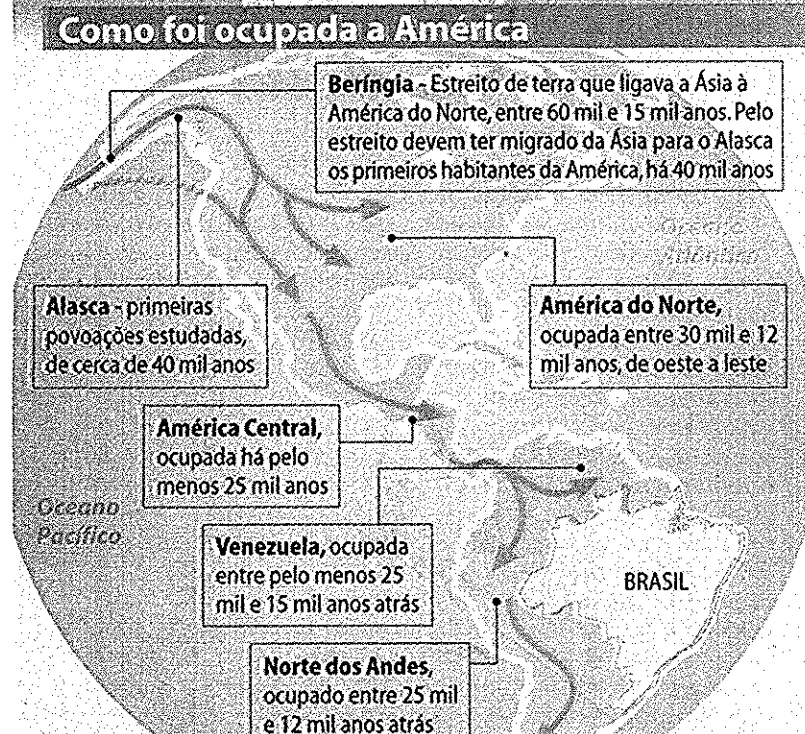 Como foi ocupada a América
Beríngia - Estreito de terra que ligava a Ásia à
América do Norte, entre 60 mil e 15 mil anos. Pelo
estreito devem ter migrado da Ásia para o Alasca
os primeiros habitantes da América, há 40 mil anos
Oceano
Atlântico
Alasca - primeiras
povoações estudadas,
de cerca de 40 mil anos
América do Norte,
ocupada entre 30 mil e 12
mil anos, de oeste a leste
América Central,
ocupada há pelo
menos 25 mil anos
Oceano
Pacífico
Venezuela, ocupada
entre pelo menos 25
mil e 15 mil anos atrás
BRASIL
Norte dos Andes,
ocupado entre 25 mil
e 12 mil anos atrás